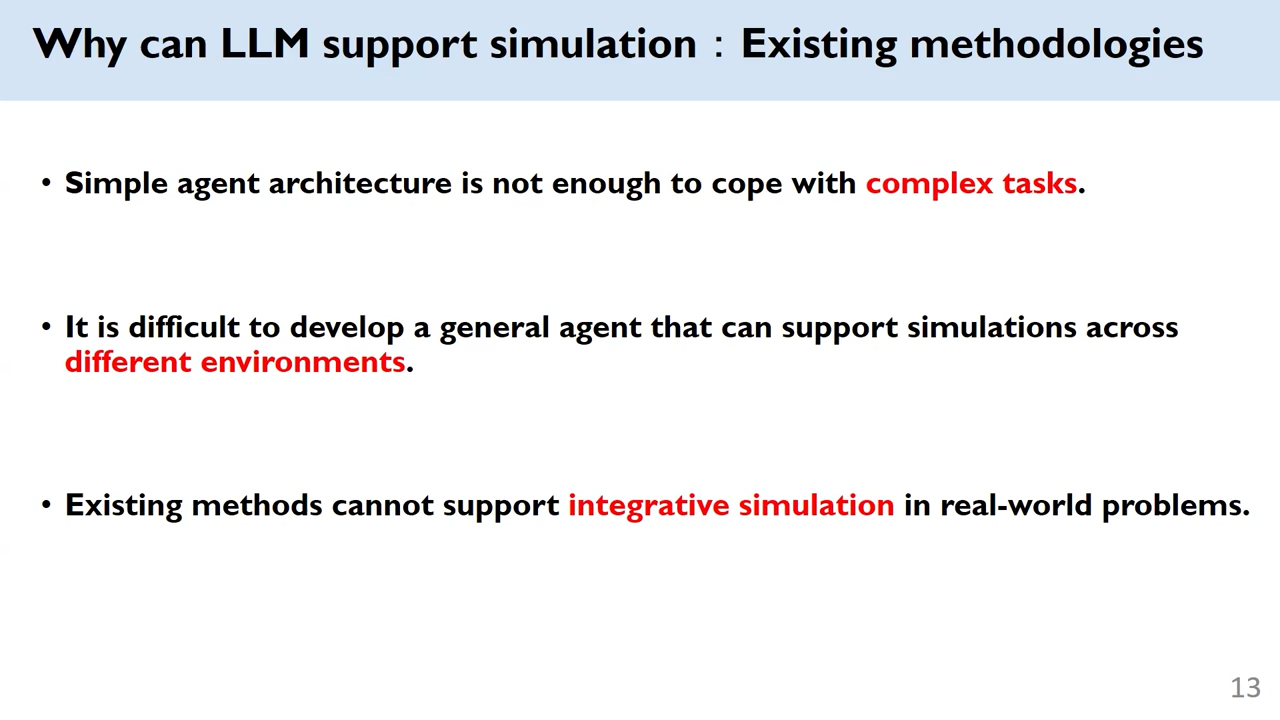 Why can LLM support simulation：Existing methodologies
• Simple agent architecture is not enough to cope with complex tasks.
• It is difficult to develop a general agent that can support simulations across
different environments.
• Existing methods cannot support integrative simulation in real-world problems.
13